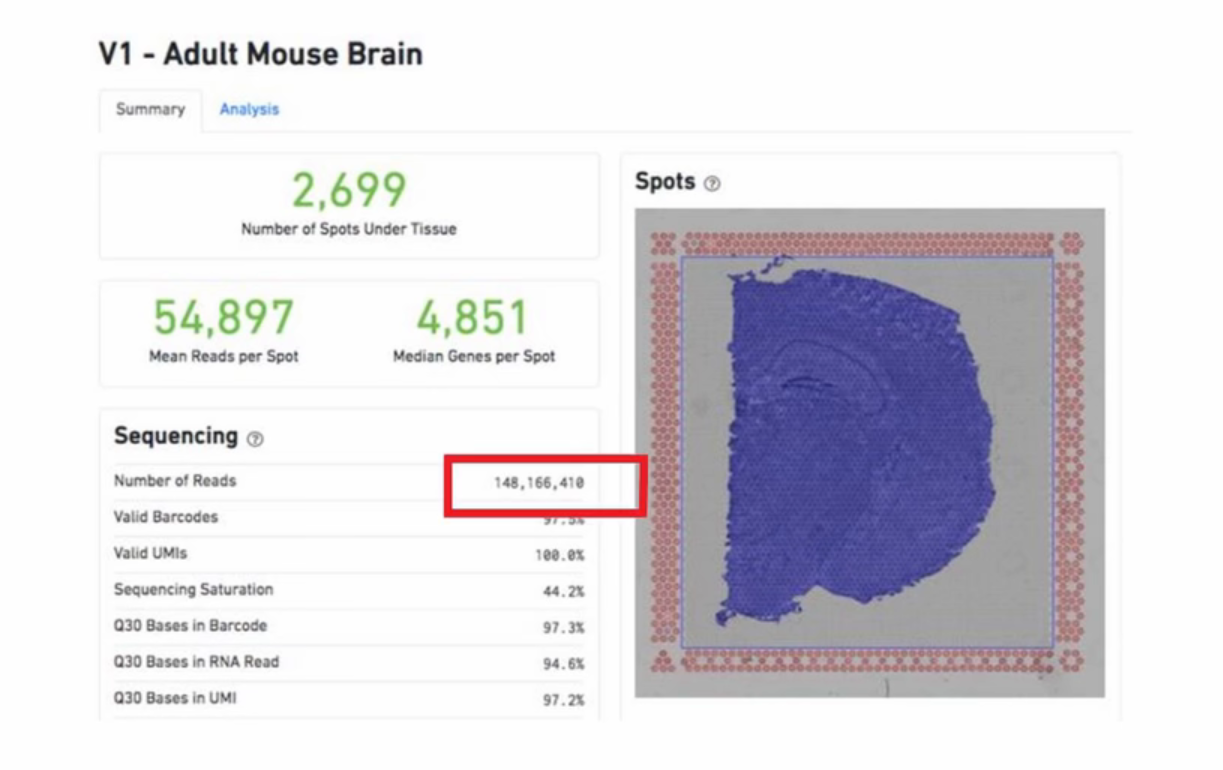 V1 - Adult Mouse Brain
Summary Analysis
2,699
Number of Spots Under Tissue
54,897
Mean Reads per Spot
4,851
Median Genes per Spot
Sequencing
Number of Reads 148,166,410
Valid Barcodes 97.5%
Valid UMIs 100.0%
Sequencing Saturation 44.2%
Q30 Bases in Barcode 97.3%
Q30 Bases in RNA Read 94.6%
Q30 Bases in UMI 97.2%
Spots